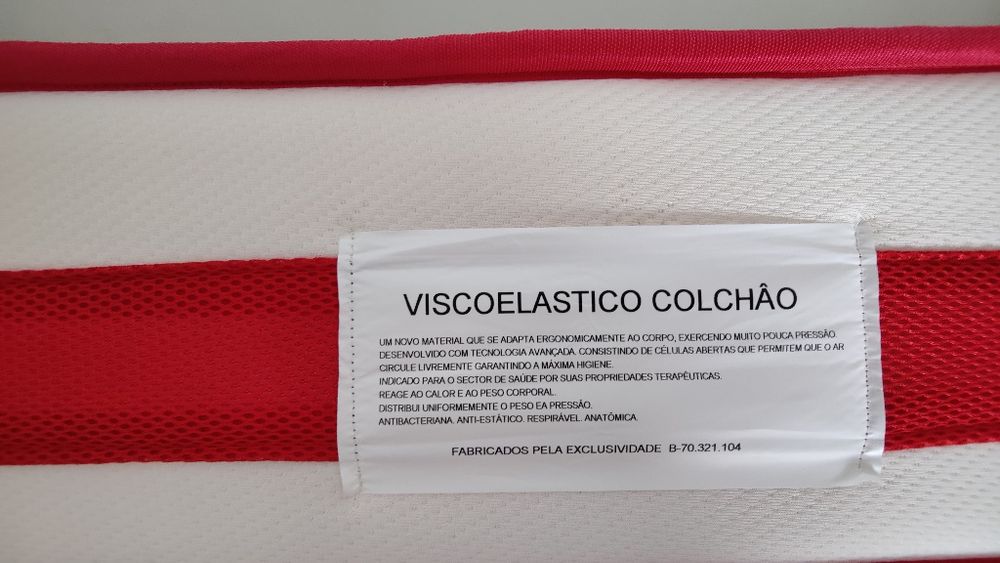 VISCOELASTICO COLCHÂO
UM NOVO MATERIAL QUE SE ADAPTA ERGONOMICAMENTE AO CORPO, EXERCENDO MUITO POUCA PRESSÃO.
DESENVOLVIDO COM TECNOLOGIA AVANÇADA. CONSISTINDO DE CÉLULAS ABERTAS QUE PERMITEM QUE O AR
CIRCULE LIVREMENTE GARANTINDO A MÁXIMA HIGIENE.
INDICADO PARA O SECTOR DE SAÚDE POR SUAS PROPRIEDADES TERAPÊUTICAS.
REAGE AO CALOR E AO PESO CORPORAL.
DISTRIBUI UNIFORMEMENTE O PESO EA PRESSÃO.
ANTIBACTERIANA. ANTI-ESTÁTICO. RESPIRÁVEL. ANATÓMICA.
FABRICADOS PELA EXCLUSIVIDADE B-70.321.104